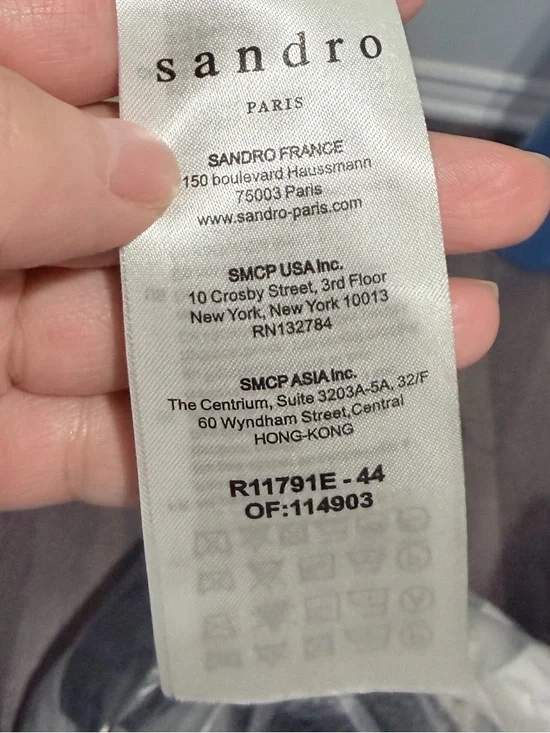 sandro
PARIS
SANDRO FRANCE
150 boulevard Haussmann
75003 Paris
www.sandro-paris.com
SMCP USA Inc.
10 Crosby Street, 3rd Floor
New York, New York 10013
RN132784
SMCP ASIA Inc.
The Centrium, Suite 3203A-5A, 32/F
60 Wyndham Street, Central
HONG-KONG
R11791E - 44
OF:114903